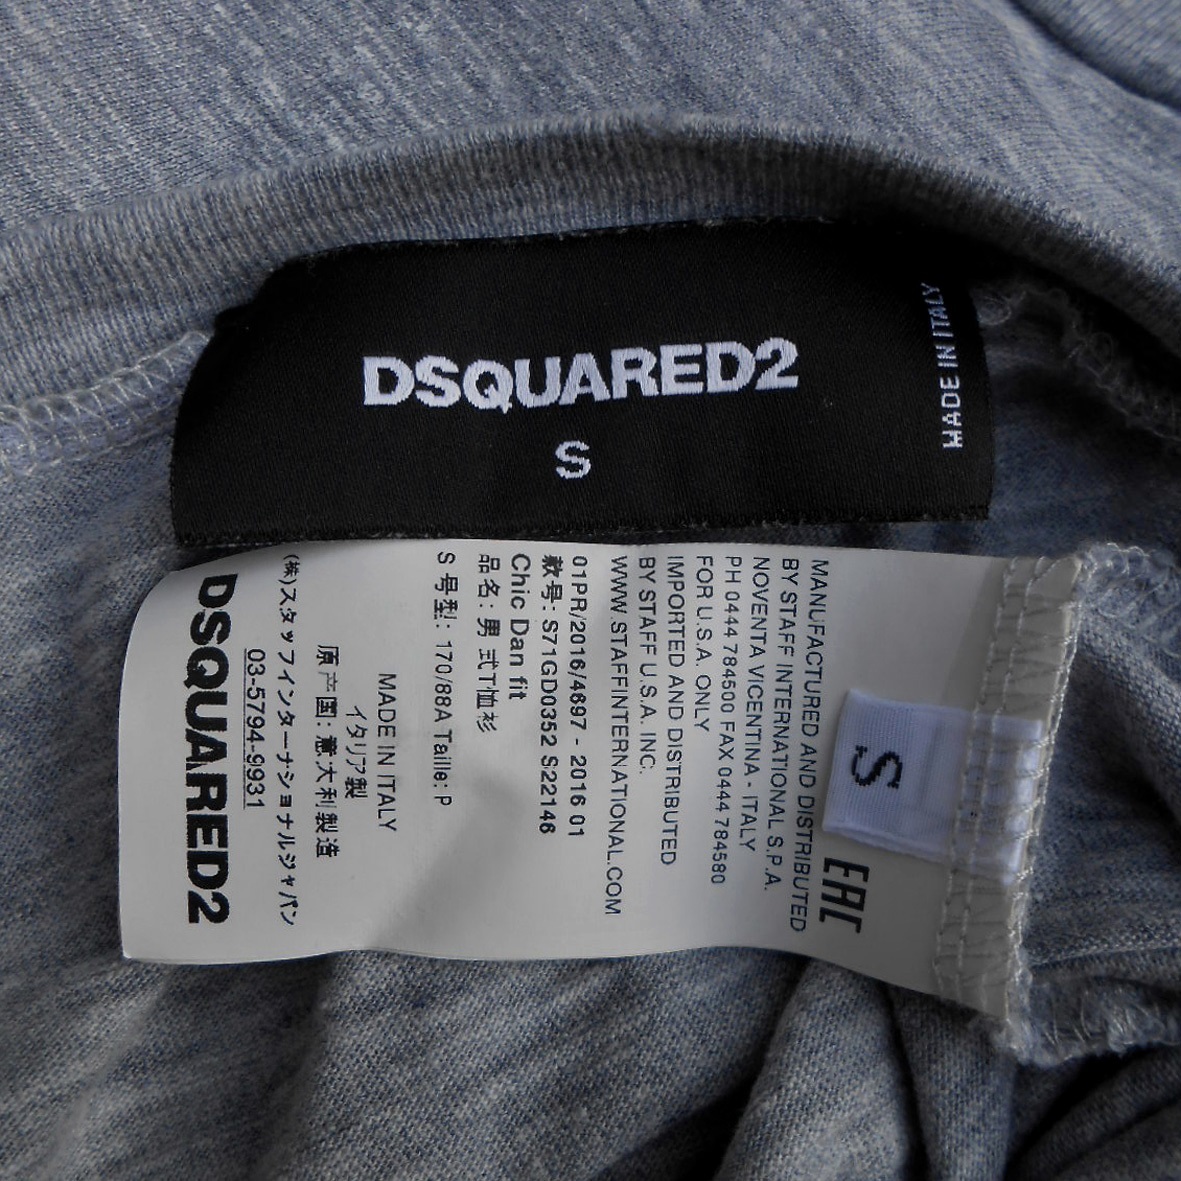 DSQUARED2
S
MADE IN ITALY
S
EAC
MANUFACTURED AND DISTRIBUTED
BY STAFF INTERNATIONAL S.P.A.
NOVENTA VICENTINA - ITALY
PH 0444 784500 FAX 0444 784580
FOR U.S.A. ONLY
IMPORTED AND DISTRIBUTED
BY STAFF U.S.A. INC.
WWW.STAFFINTERNATIONAL.COM
01PR/2016/4697 - 2016 01
款号: S71GD0352 S22146
Chic Dan fit
品名: 男 式T恤衫
S 号型: 170/88A Taille: P
MADE IN ITALY
イタリア製
原产国: 意大利製造
(株)スタッフインターナショナルジャパン
03-5794-9931
DSQUARED2